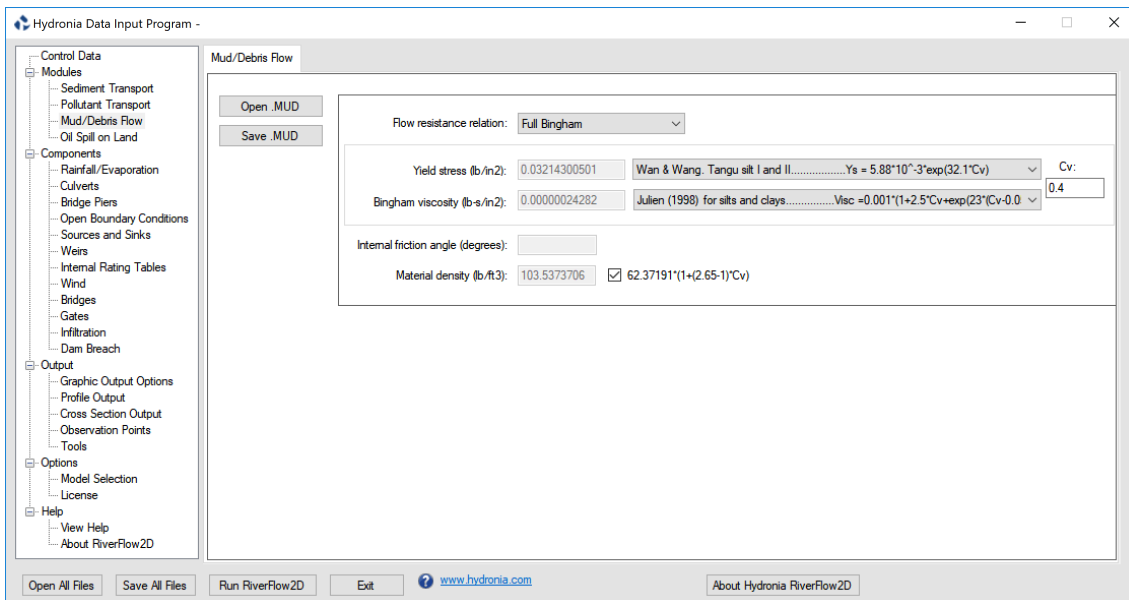 Hydronia Data Input Program -
Control Data
Modules
Sediment Transport
Pollutant Transport
Mud/Debris Flow
Oil Spill on Land
Components
Rainfall/Evaporation
Culverts
Bridge Piers
Open Boundary Conditions
Sources and Sinks
Weirs
Internal Rating Tables
Wind
Bridges
Gates
Infiltration
Dam Breach
Output
Graphic Output Options
Profile Output
Cross Section Output
Observation Points
Tools
Options
Model Selection
License
Help
View Help
About RiverFlow2D
Mud/Debris Flow
Open .MUD
Save .MUD
Flow resistance relation: Full Bingham
Yield stress (lb/in2): 0.03214300501 Wan & Wang. Tangu silt I and II.................Ys = 5.88*10^-3*exp(32.1*Cv)
Cv:
0.4
Bingham viscosity (lb-s/in2): 0.00000024282 Julien (1998) for silts and clays...............Visc =0.001*(1+2.5*Cv+exp(23*(Cv-0.0
Internal friction angle (degrees):
Material density (lb/ft3): 103.5373706 62.37191*(1+(2.65-1)*Cv)
Open All Files Save All Files Run RiverFlow2D Exit ? www.hydronia.com About Hydronia RiverFlow2D